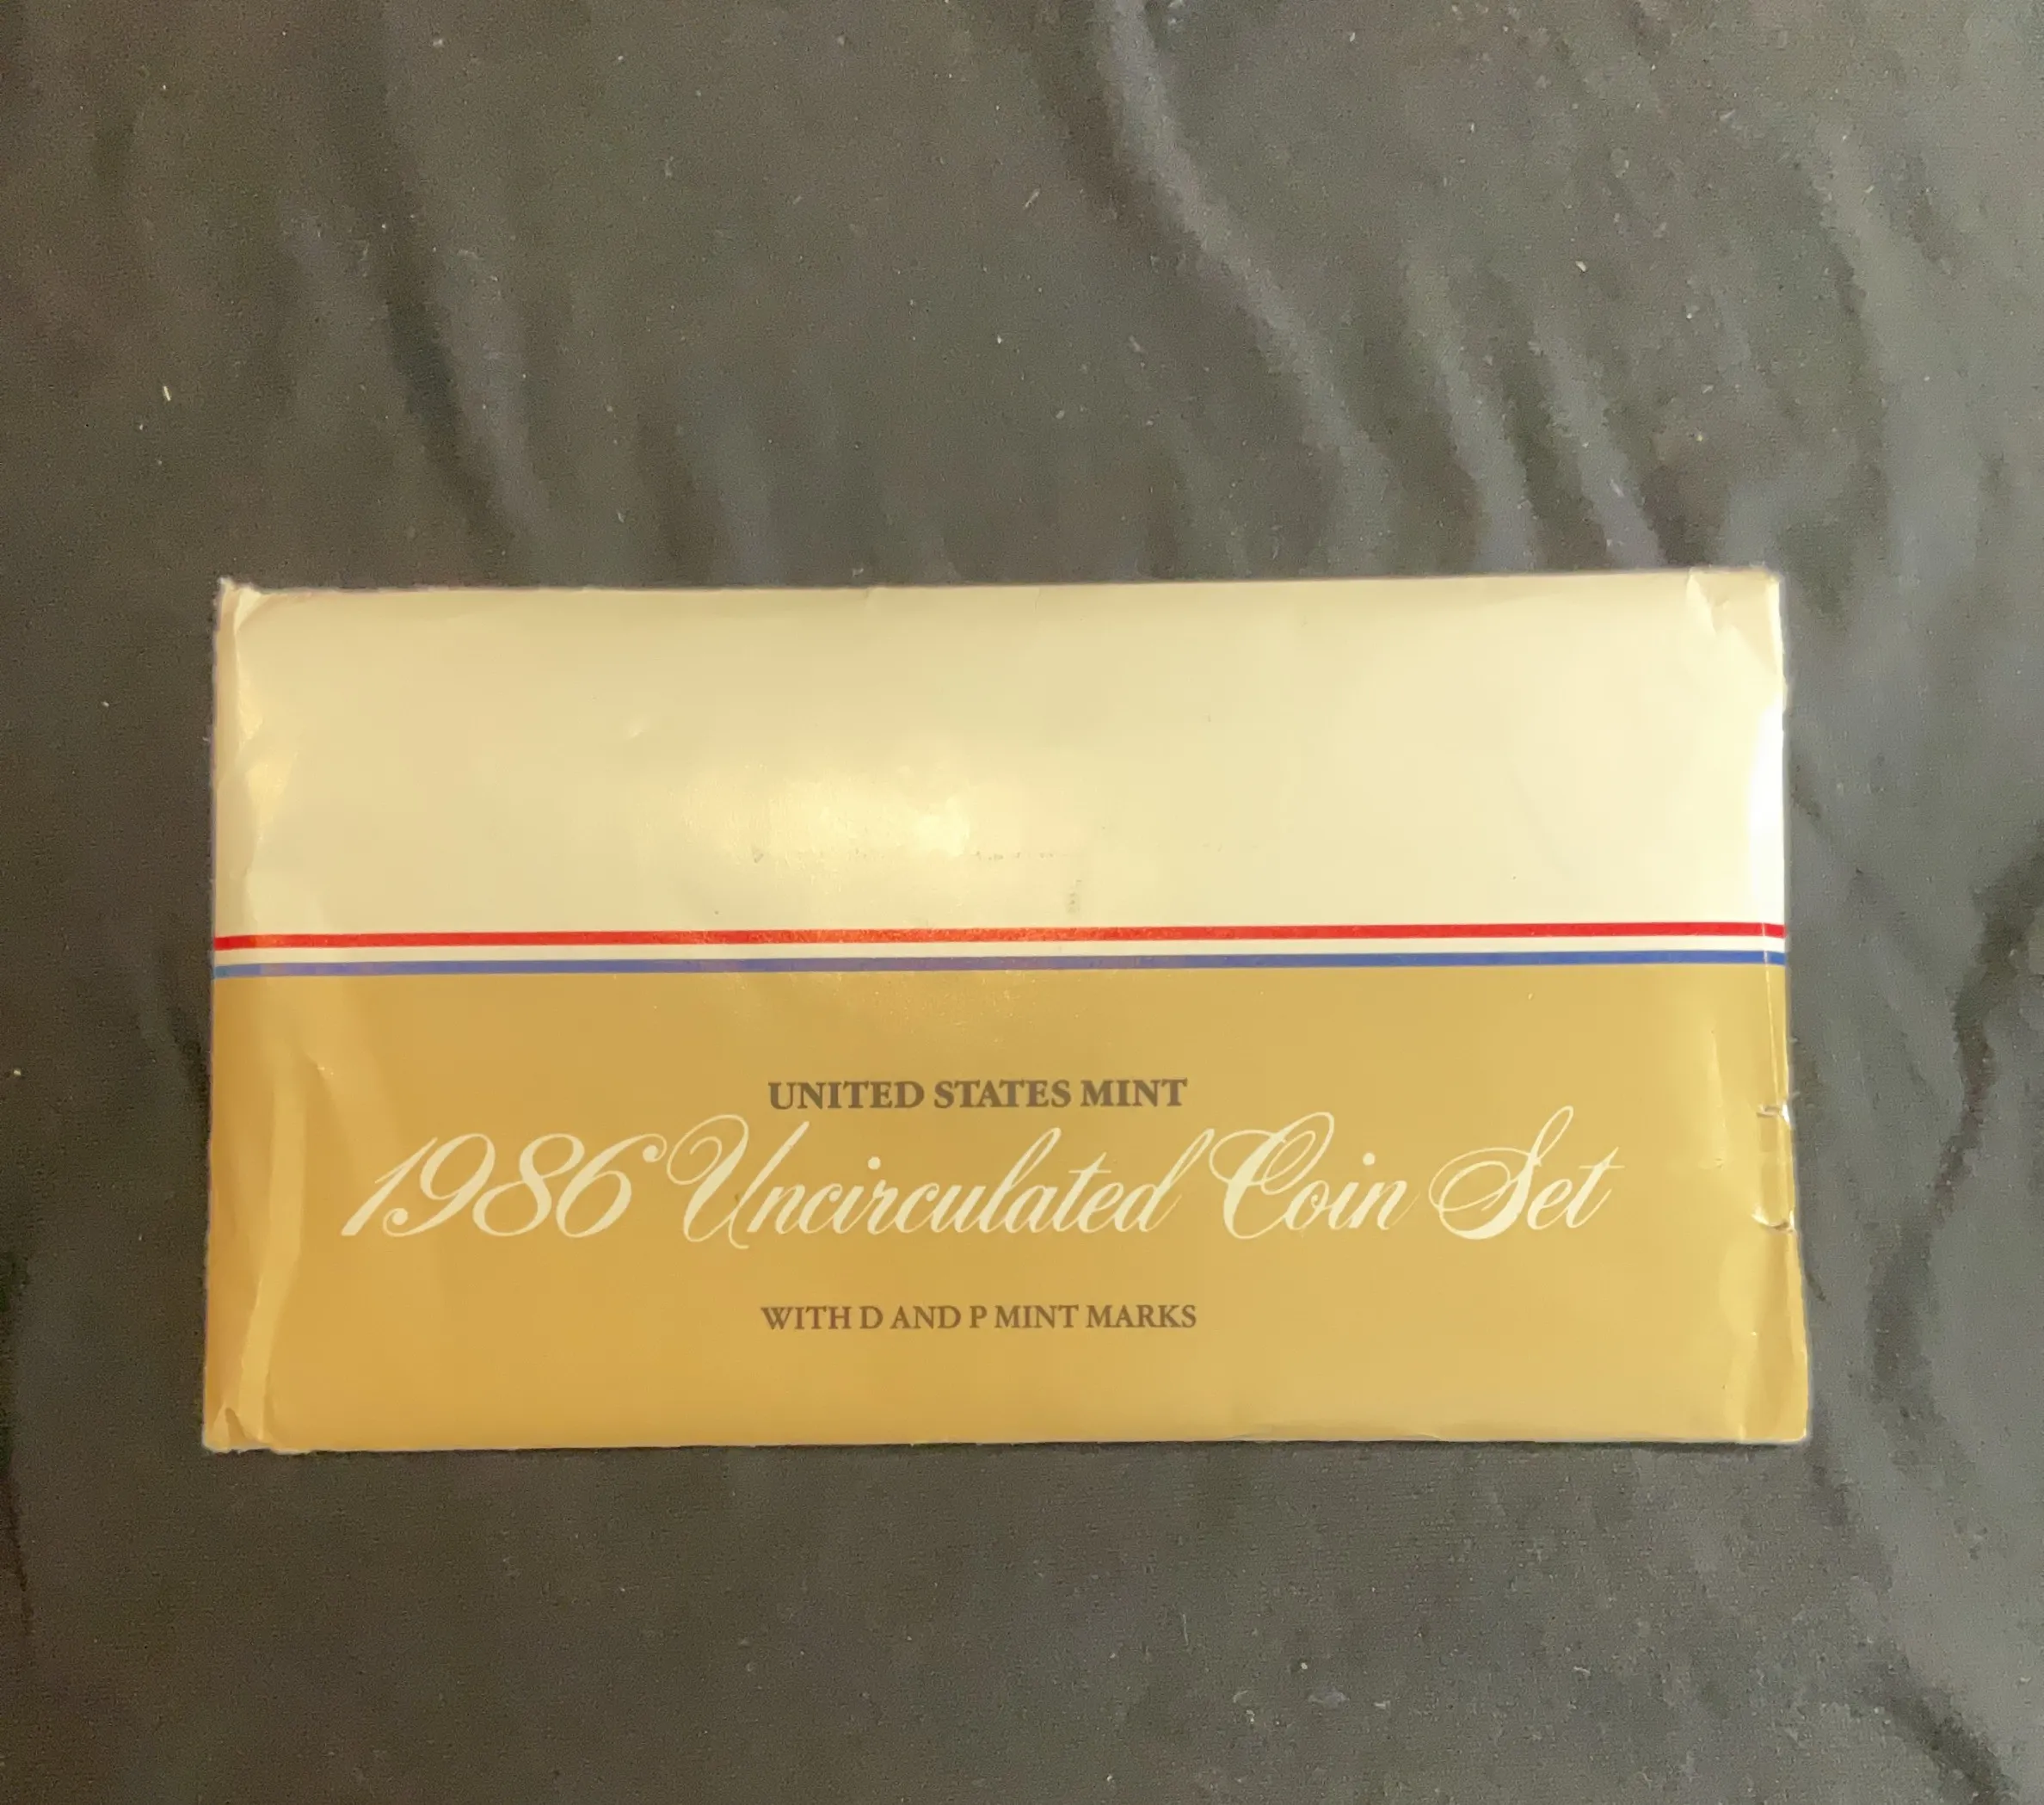 UNITED STATES MINT
1986 Uncirculated Coin Set
WITH D AND P MINT MARKS